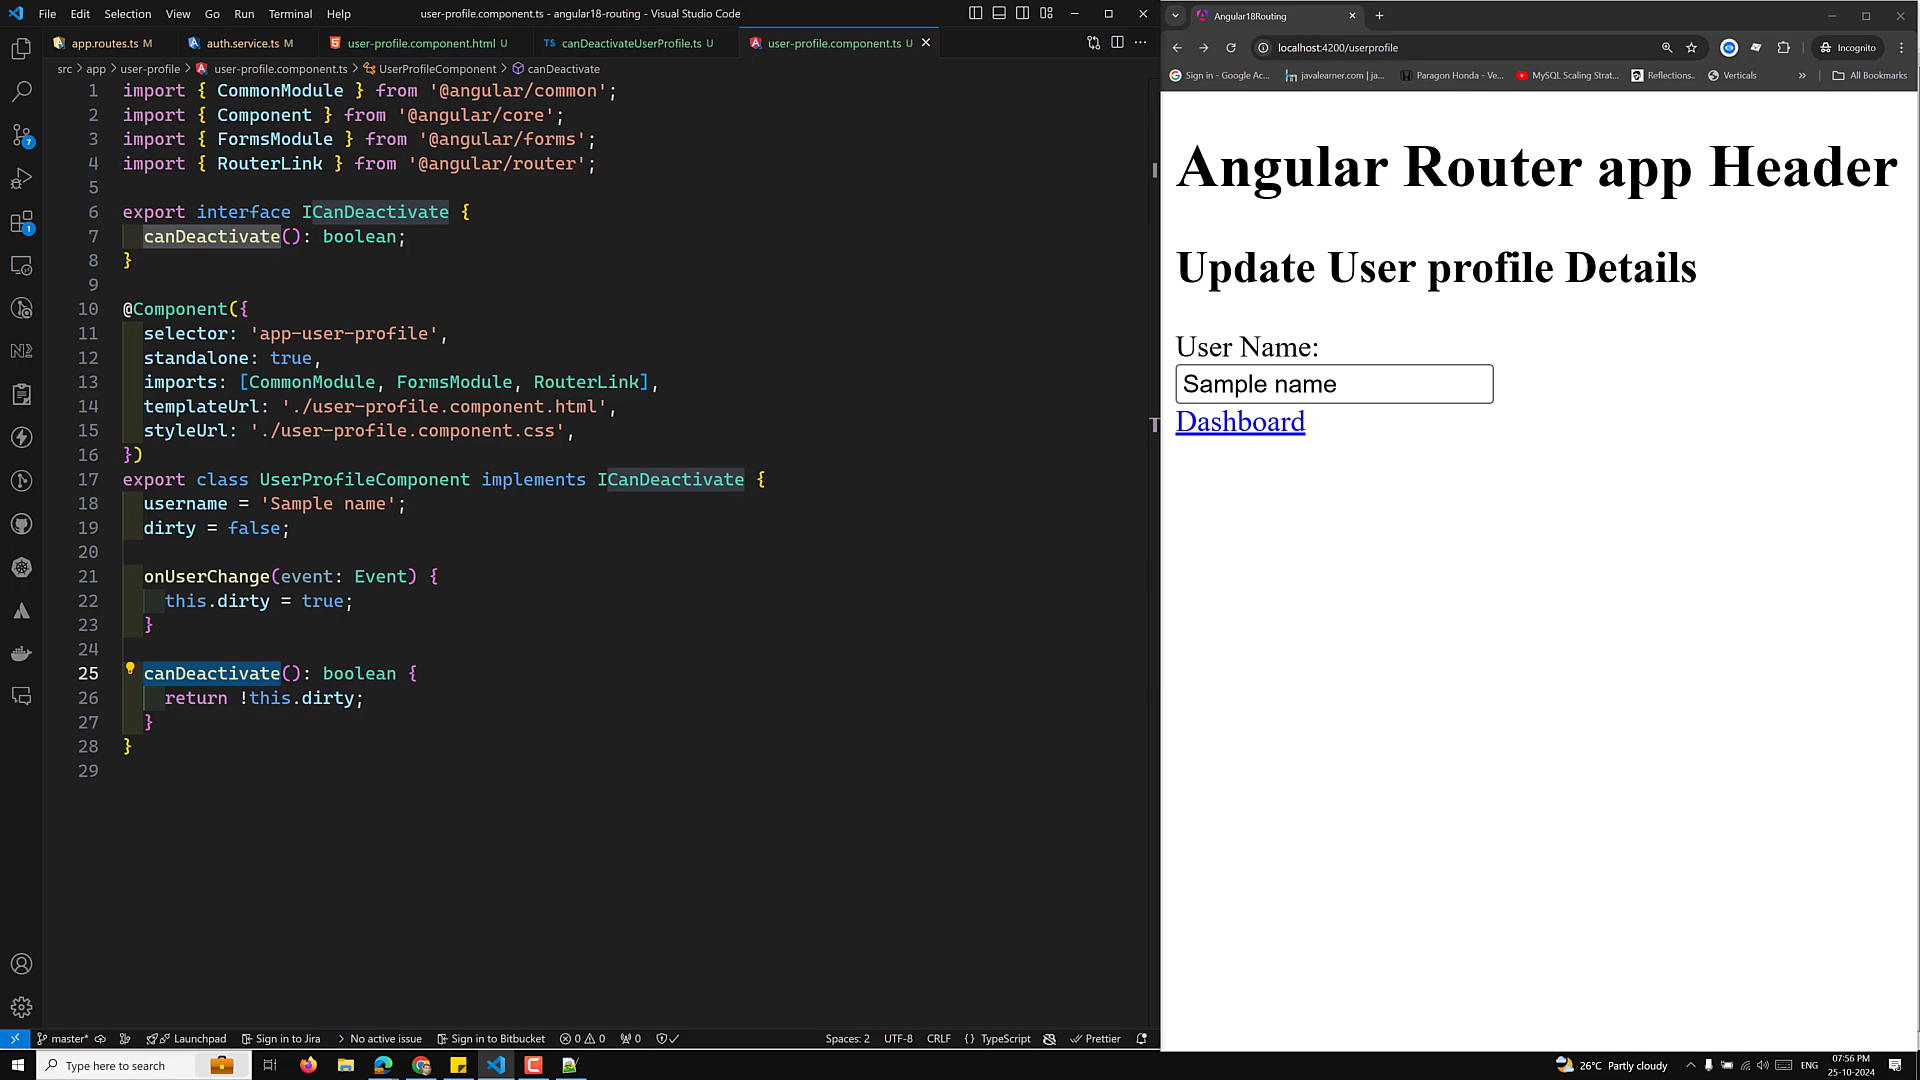 File Edit Selection View Go Run Terminal Help
user-profile.component.ts - angular18-routing - Visual Studio Code
app.routes.ts M
auth.service.ts M
user-profile.component.html U
TS canDeactivateUserProfile.ts U
user-profile.component.ts U
src > app > user-profile > user-profile.component.ts > UserProfileComponent > canDeactivate
1 import { CommonModule } from '@angular/common';
2 import { Component } from '@angular/core';
3 import { FormsModule } from '@angular/forms';
4 import { RouterLink } from '@angular/router';
5
6 export interface ICanDeactivate {
7 canDeactivate(): boolean;
8 }
9
10 @Component({
11 selector: 'app-user-profile',
12 standalone: true,
13 imports: [CommonModule, FormsModule, RouterLink],
14 templateUrl: './user-profile.component.html',
15 styleUrl: './user-profile.component.css',
16 })
17 export class UserProfileComponent implements ICanDeactivate {
18 username = 'Sample name';
19 dirty = false;
20
21 onUserChange(event: Event) {
22 this.dirty = true;
23 }
24
25 canDeactivate(): boolean {
26 return !this.dirty;
27 }
28 }
29
master* Launchpad Sign in to Jira No active issue Sign in to Bitbucket 0 0 0 Spaces: 2 UTF-8 CRLF {} TypeScript Prettier
Angular18Routing
localhost:4200/userprofile
Incognito
Sign in - Google Ac...
javalearner.com | ja...
Paragon Honda - Ve...
MySQL Scaling Strat...
Reflections..
Verticals
All Bookmarks
Angular Router app Header
Update User profile Details
User Name:
Sample name
Dashboard
Type here to search
26°C Partly cloudy
ENG
07:56 PM
25-10-2024